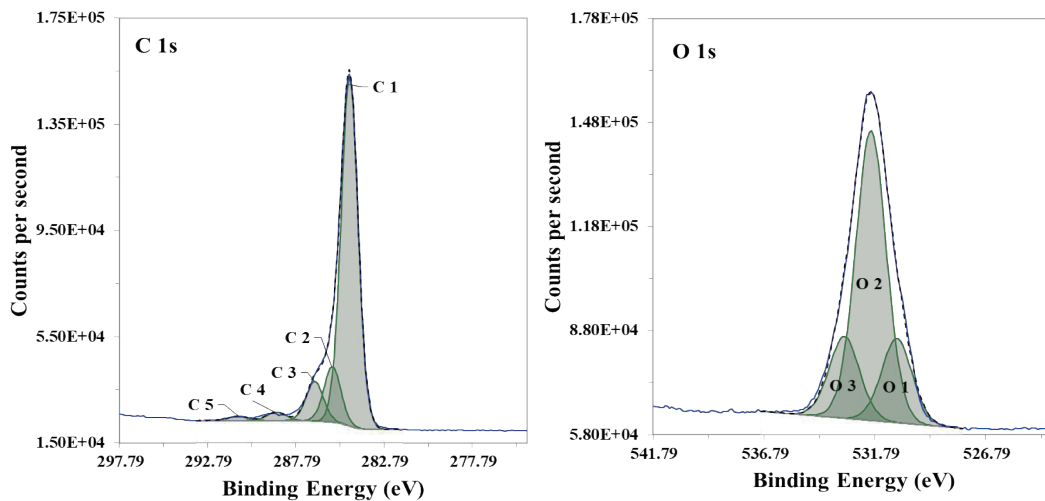 C 1s
1.75E+05
1.35E+05
9.50E+04
5.50E+04
1.50E+04
Counts per second
C 1
C 2
C 3
C 4
C 5
297.79
292.79
287.79
282.79
277.79
Binding Energy (eV)
O 1s
1.78E+05
1.48E+05
1.18E+05
8.80E+04
5.80E+04
Counts per second
O 2
O 3
O 1
541.79
536.79
531.79
526.79
Binding Energy (eV)